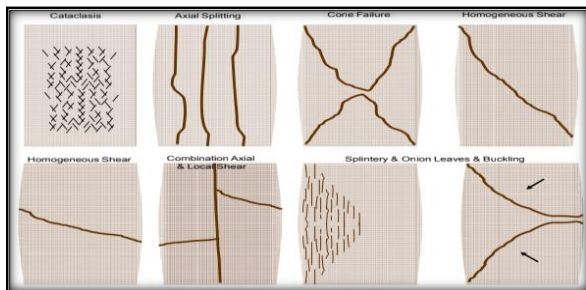 Cataclasis
Axial Splitting
Cone Failure
Homogeneous Shear
Homogeneous Shear
Combination Axial
& Local Shear
Splintery & Onion Leaves & Buckling